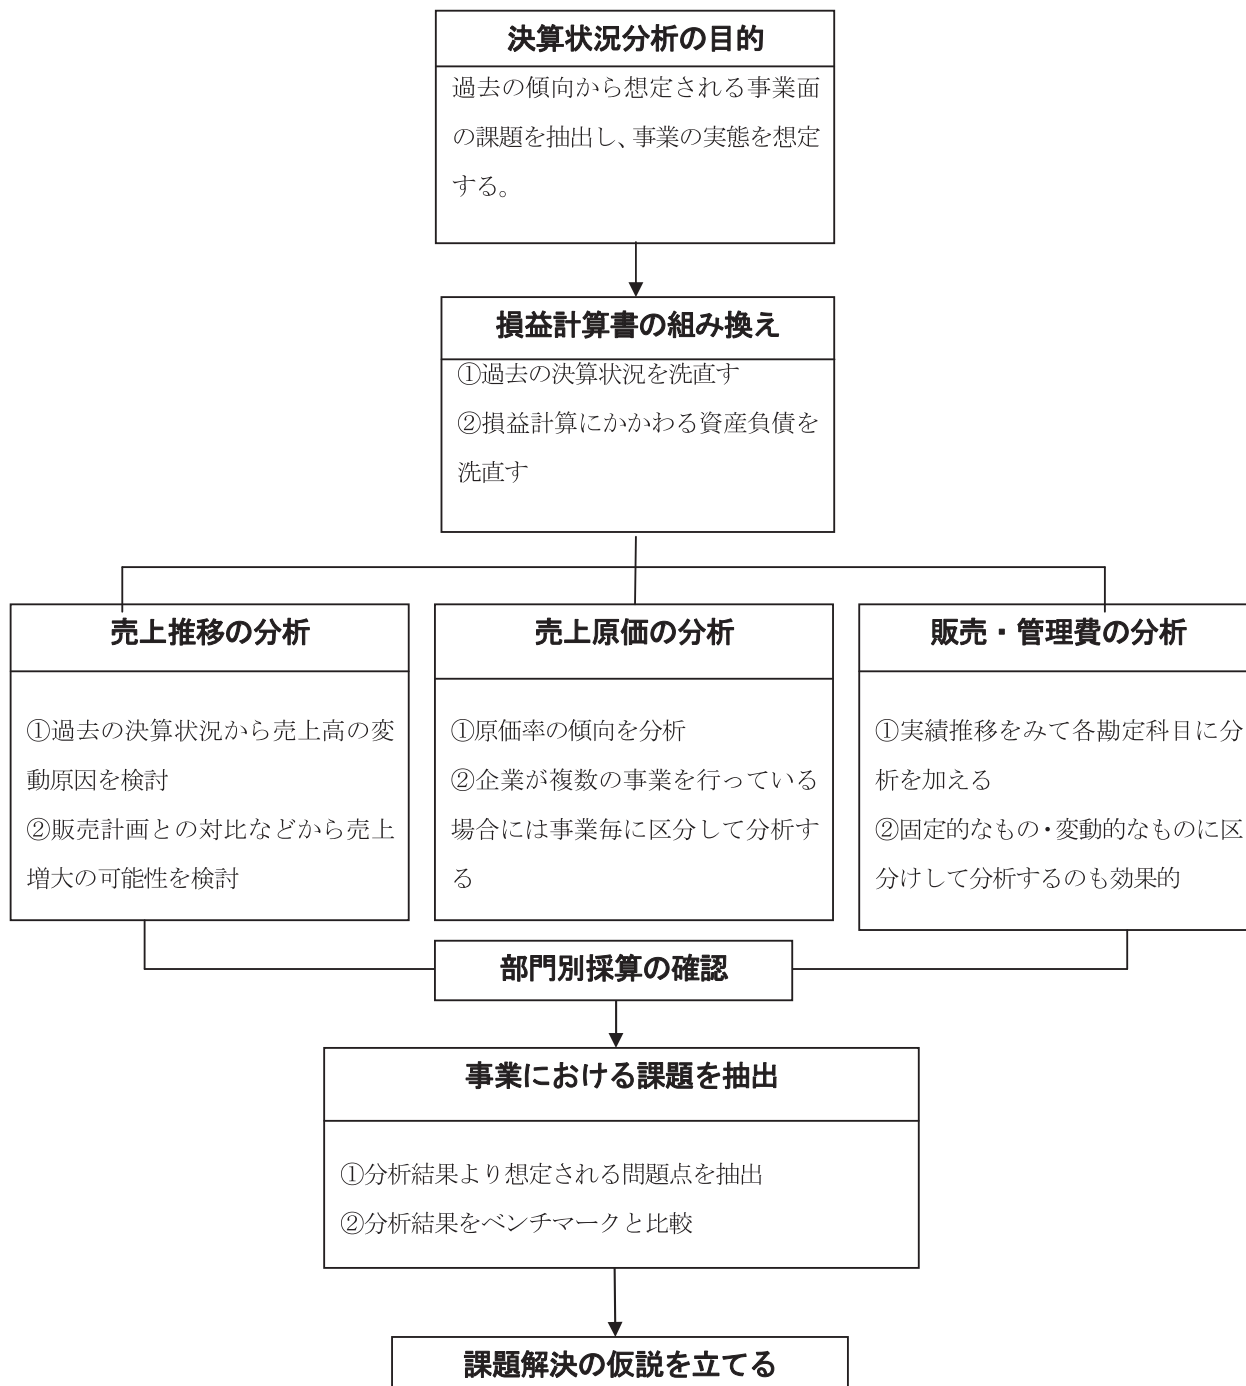 決算状況分析の目的
過去の傾向から想定される事業面
の課題を抽出し、事業の実態を想定
する。
損益計算書の組み換え
①過去の決算状況を洗直す
②損益計算にかかわる資産負債を
洗直す
売上推移の分析
①過去の決算状況から売上高の変
動原因を検討
②販売計画との対比などから売上
増大の可能性を検討
売上原価の分析
①原価率の傾向を分析
②企業が複数の事業を行っている
場合には事業毎に区分して分析す
る
販売・管理費の分析
①実績推移をみて各勘定科目に分
析を加える
②固定的なもの・変動的なものに区
分けして分析するのも効果的
部門別採算の確認
事業における課題を抽出
①分析結果より想定される問題点を抽出
②分析結果をベンチマークと比較
課題解決の仮説を立てる